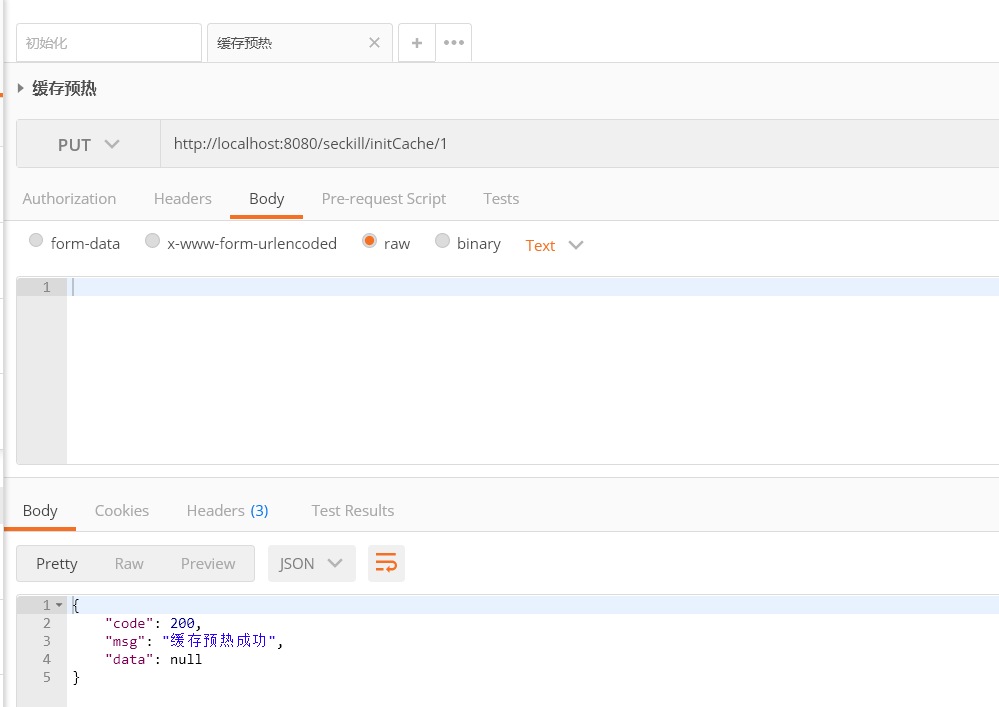 初始化 缓存预热
缓存预热
PUT http://localhost:8080/seckill/initCache/1
Authorization Headers Body Pre-request Script Tests
form-data x-www-form-urlencoded raw binary Text
1
Body Cookies Headers (3) Test Results
Pretty Raw Preview JSON
1 {
2 "code": 200,
3 "msg": "缓存预热成功",
4 "data": null
5 }